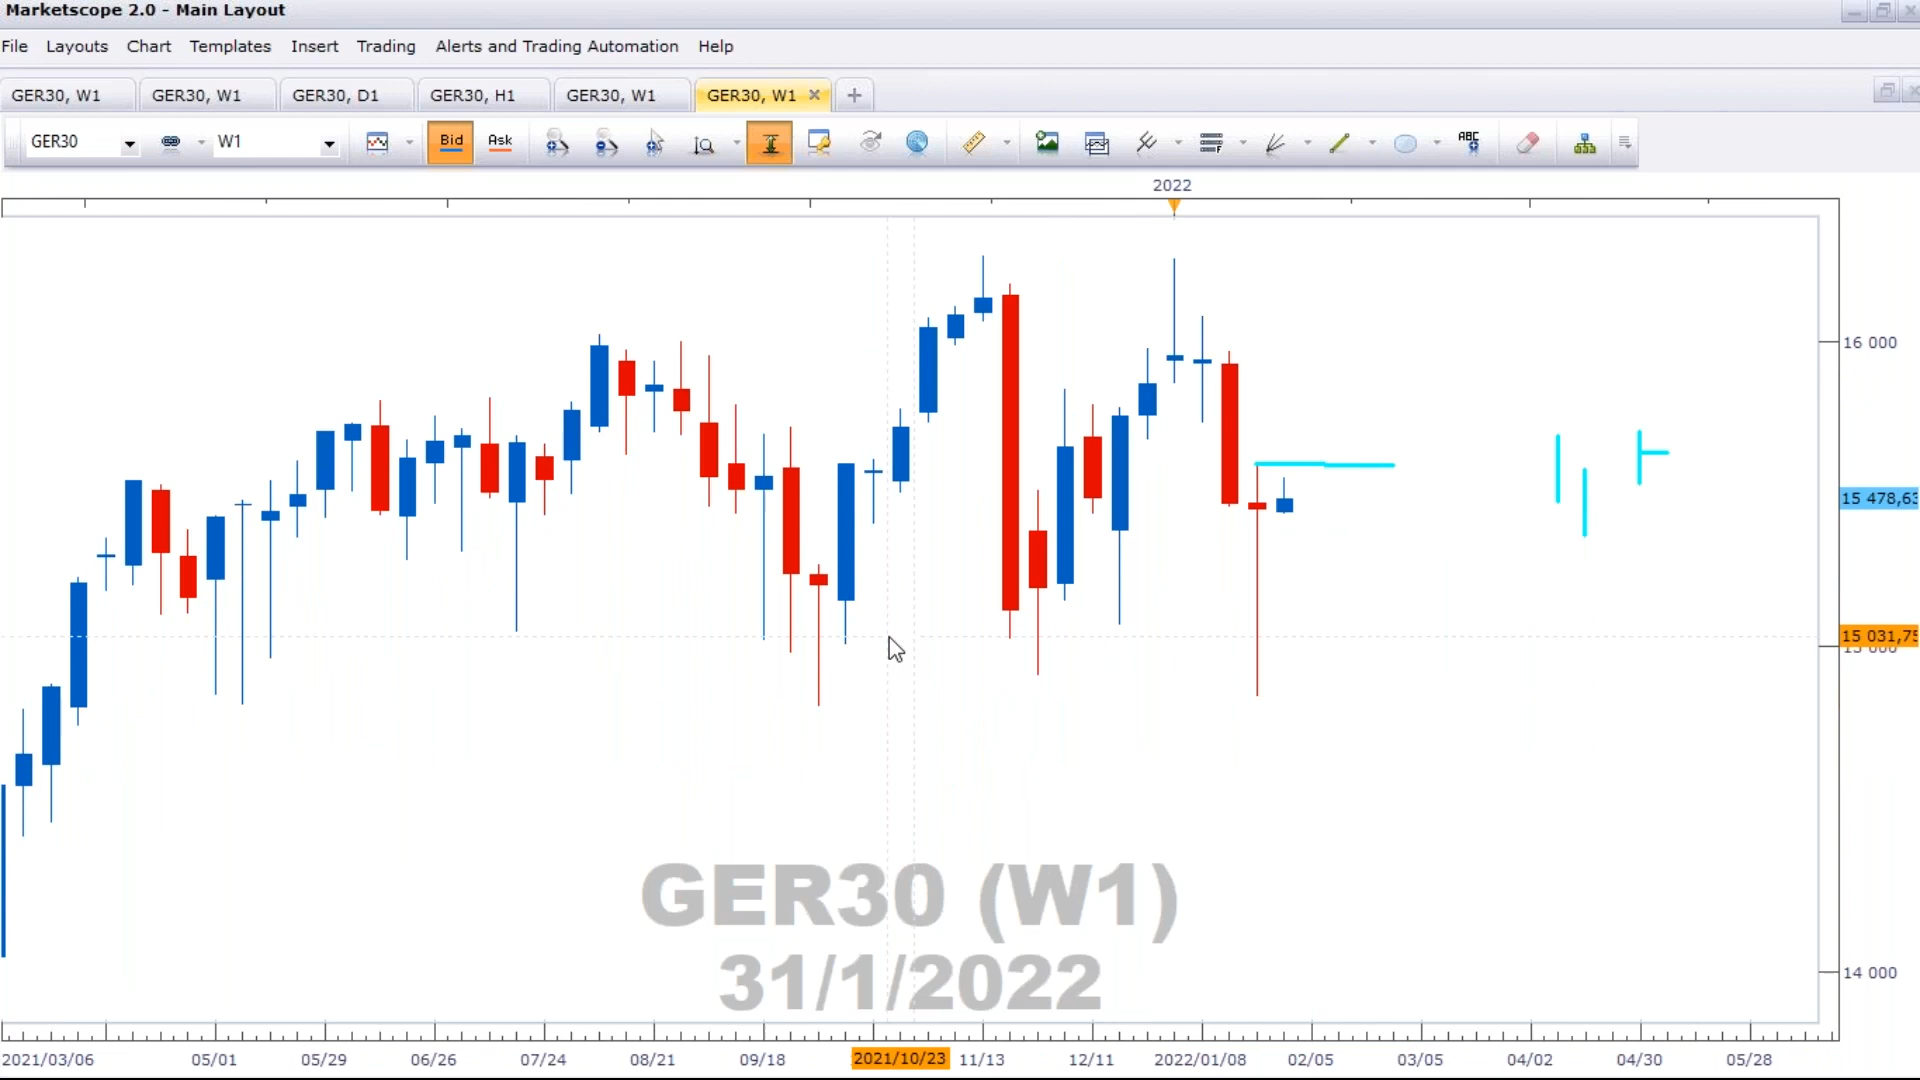 Marketscope 2.0 - Main Layout
File Layouts Chart Templates Insert Trading Alerts and Trading Automation Help
GER30, W1 GER30, W1 GER30, D1 GER30, H1 GER30, W1 GER30, W1
GER30 W1 Bid Ask ABC
2022
16 000
15 478,63
15 031,75
14 000
GER30 (W1)
31/1/2022
2021/03/06 05/01 05/29 06/26 07/24 08/21 09/18 2021/10/23 11/13 12/11 2022/01/08 02/05 03/05 04/02 04/30 05/28